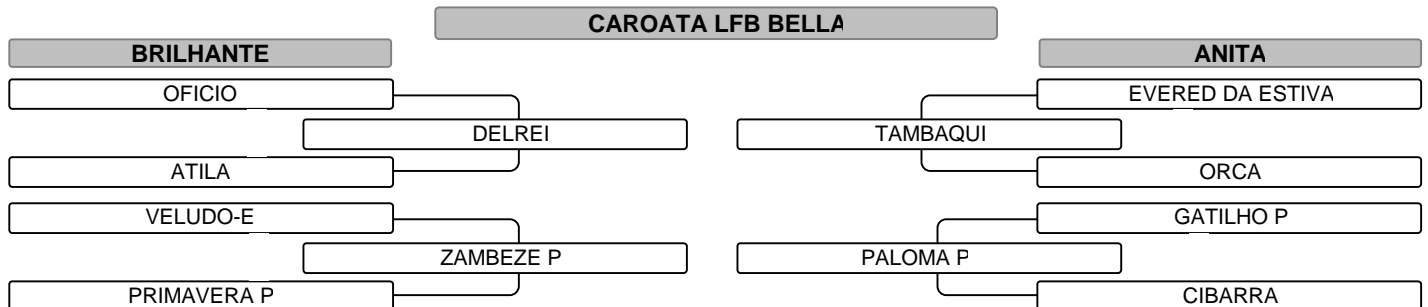 CAROATA LFB BELLA
BRILHANTE
ANITA
OFICIO
EVERED DA ESTIVA
DELREI
TAMBAQUI
ATILA
ORCA
VELUDO-E
GATILHO P
ZAMBEZE P
PALOMA P
PRIMAVERA P
CIBARRA